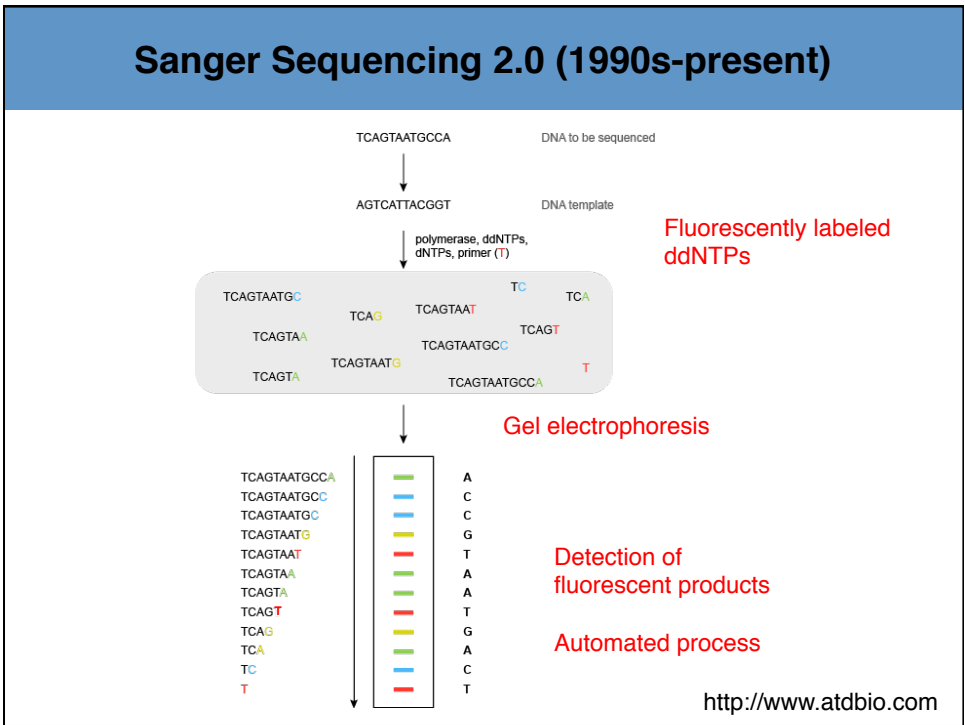 Sanger Sequencing 2.0 (1990s-present)
TCAGTAATGCCA DNA to be sequenced
AGTCATTACGGT DNA template
polymerase, ddNTPs,
dNTPs, primer (T)
Fluorescently labeled
ddNTPs
TC
TCAGTAATGC TCA
TCAG TCAGTAAT
TCAGTAA TCAGT
TCAGTAATGCC
TCAGTAATG T
TCAGTA TCAGTAATGCCA
Gel electrophoresis
TCAGTAATGCCA A
TCAGTAATGCC C
TCAGTAATGC C
TCAGTAATG G
TCAGTAAT T
TCAGTAA A
TCAGTA A
TCAGT T
TCAG G
TCA A
TC C
T T
Detection of
fluorescent products
Automated process
http://www.atdbio.com